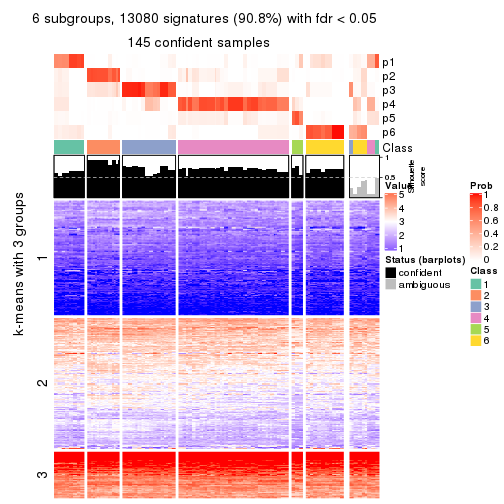 6 subgroups, 13080 signatures (90.8%) with fdr < 0.05
145 confident samples
p1
p2
p3
p4
p5
p6
Class
1
0.5
Silhouette
score
k-means with 3 groups
1
2
3
Value
5
4
3
2
1
Status (barplots)
confident
ambiguous
Prob
1
0.8
0.6
0.4
0.2
0
Class
1
2
3
4
5
6